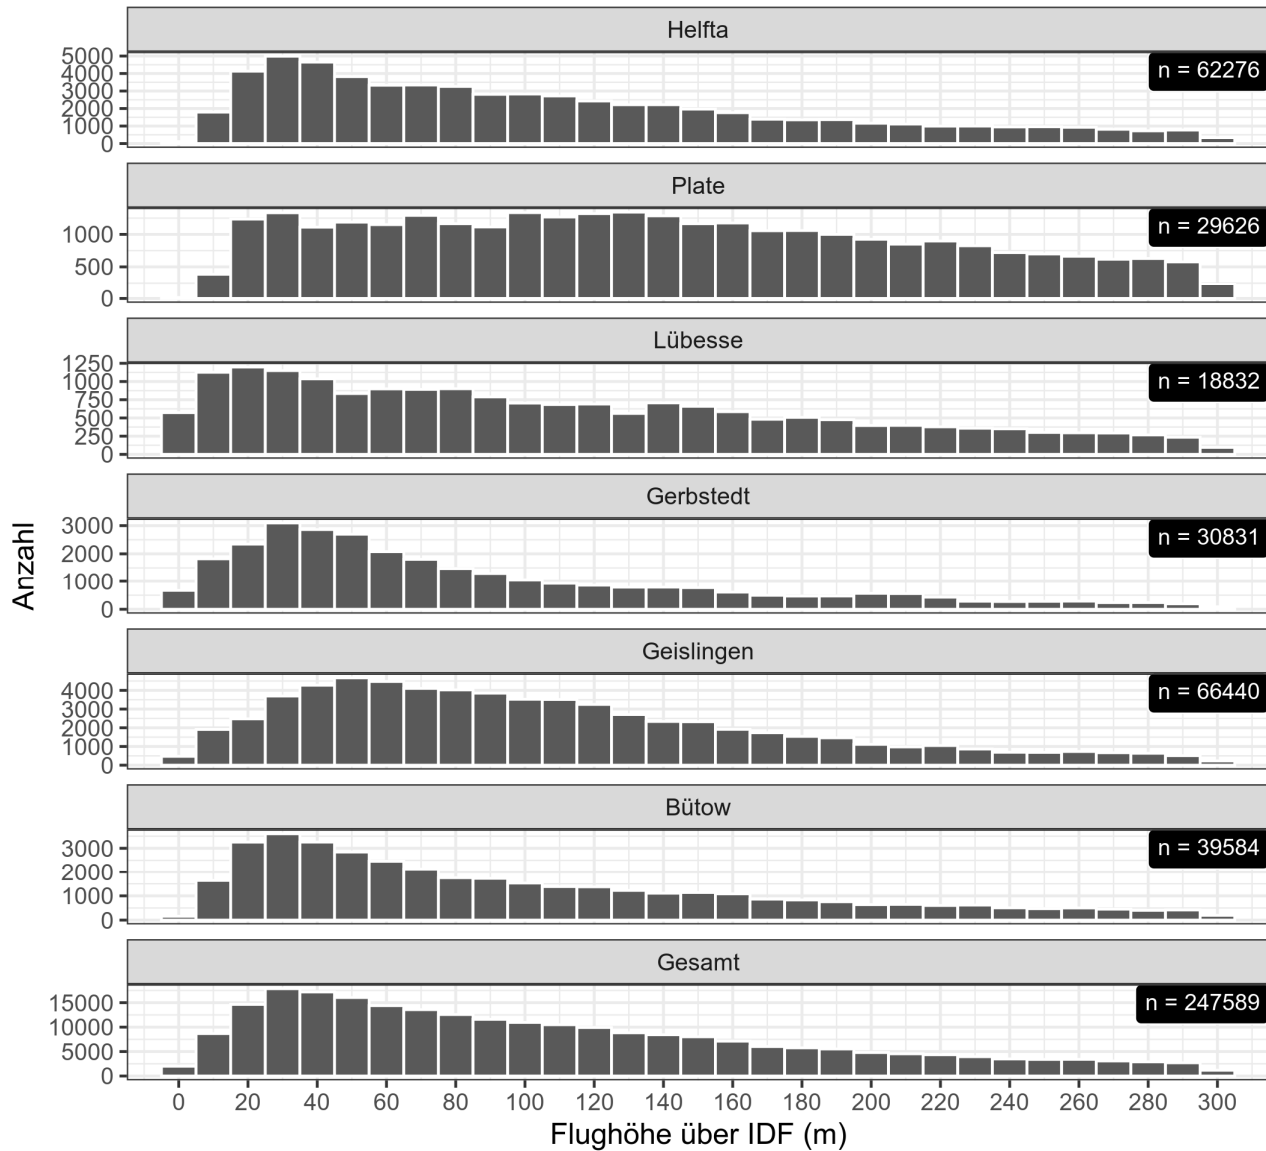 Helfta
5000
4000
3000
2000
1000
0
n = 62276
Plate
1000
500
0
n = 29626
Lübesse
1250
1000
750
500
250
0
n = 18832
Gerbstedt
3000
2000
1000
0
n = 30831
Geislingen
4000
3000
2000
1000
0
n = 66440
Bütow
3000
2000
1000
0
n = 39584
Gesamt
15000
10000
5000
0
n = 247589
0 20 40 60 80 100 120 140 160 180 200 220 240 260 280 300
Flughöhe über IDF (m)
Anzahl